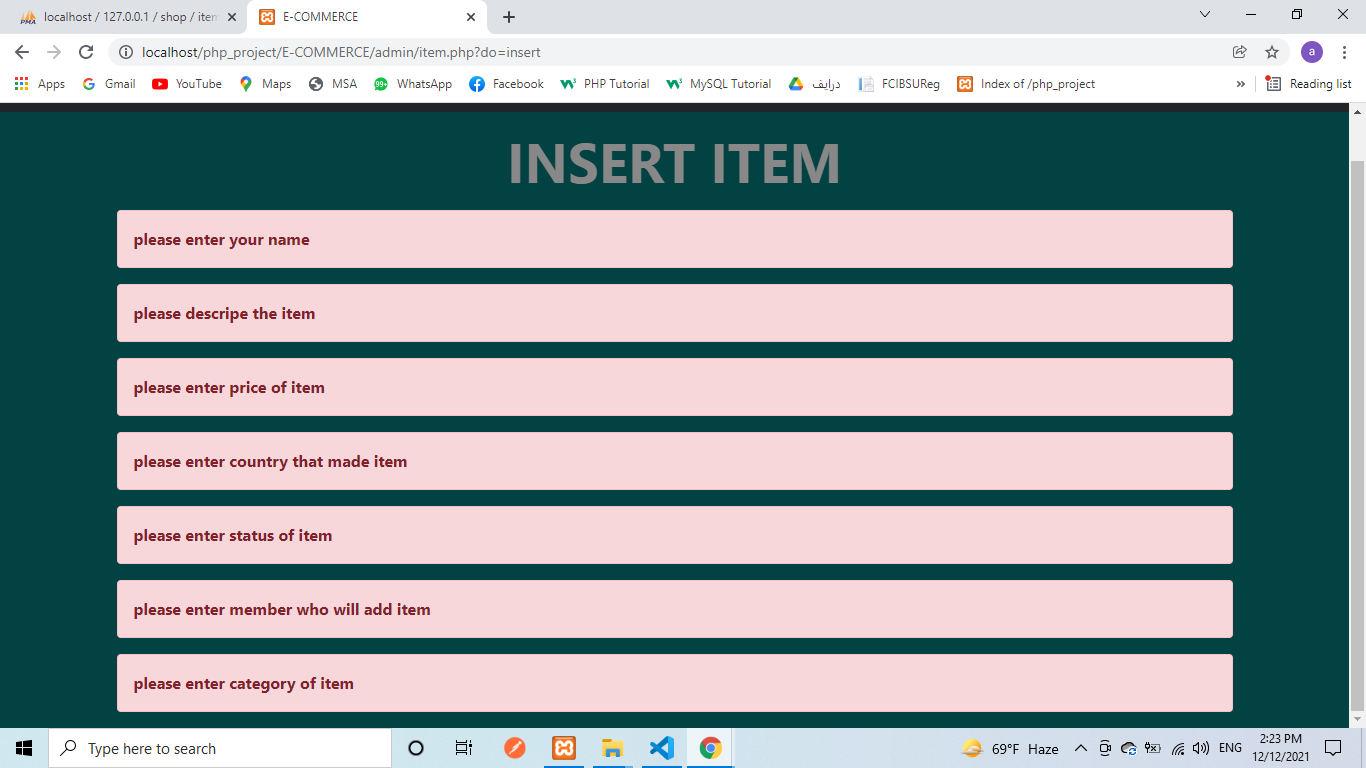 localhost / 127.0.0.1 / shop / item
E-COMMERCE
localhost/php_project/E-COMMERCE/admin/item.php?do=insert
a
Apps
Gmail
YouTube
Maps
MSA
99+
WhatsApp
Facebook
PHP Tutorial
MySQL Tutorial
درايف
FCIBSUReg
Index of /php_project
»
Reading list
INSERT ITEM
please enter your name
please descripe the item
please enter price of item
please enter country that made item
please enter status of item
please enter member who will add item
please enter category of item
Type here to search
69°F Haze
ENG
2:23 PM
12/12/2021